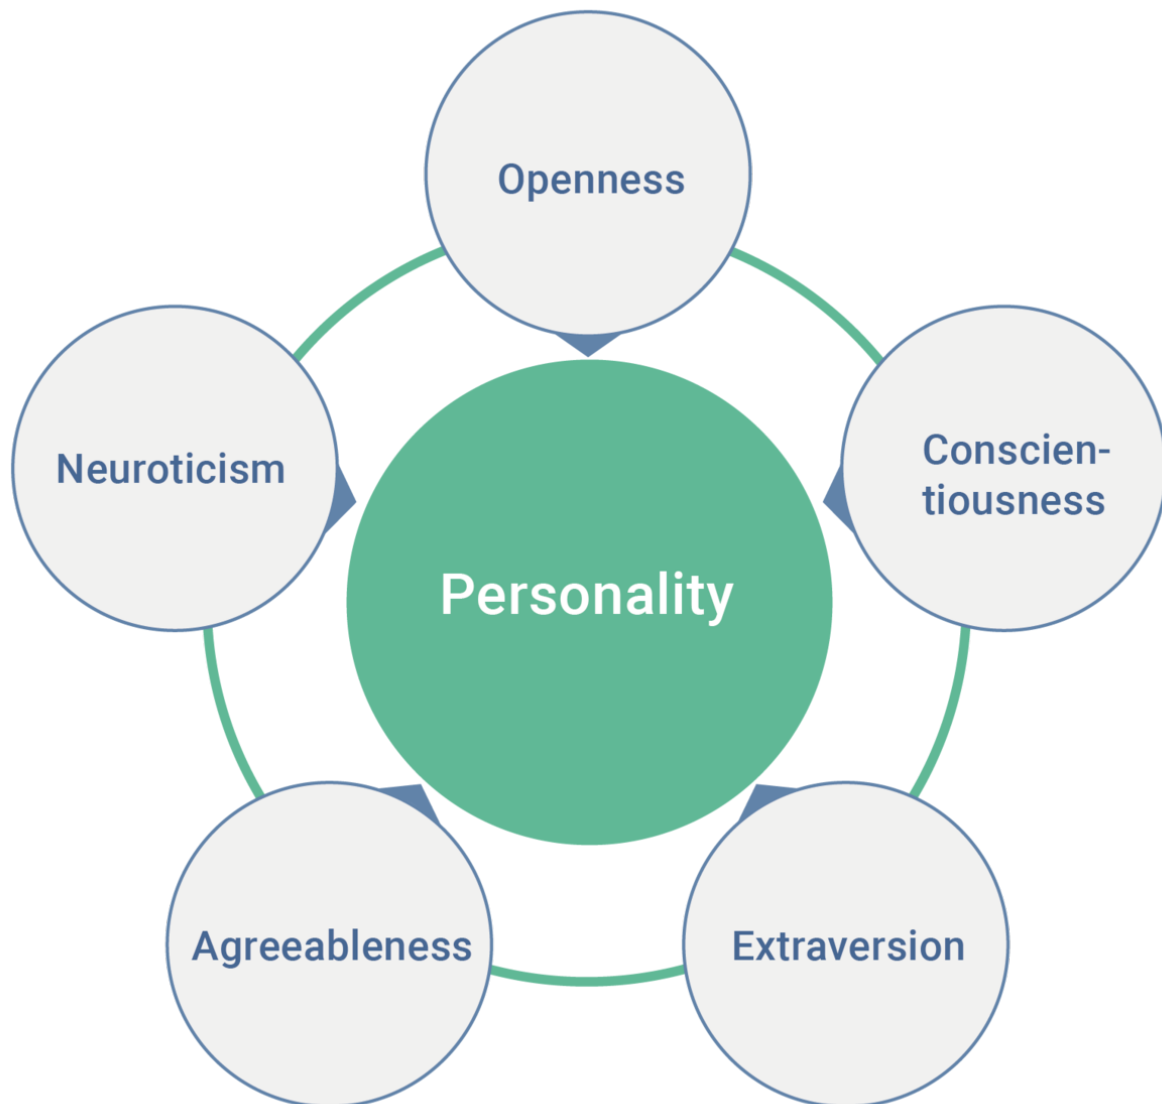 Openness
Neuroticism
Conscien-
tiousness
Personality
Agreeableness
Extraversion